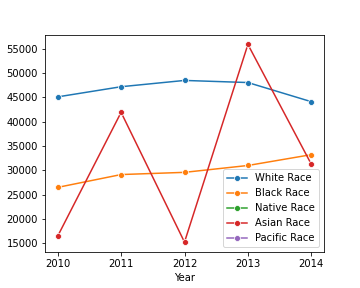 55000
50000
45000
40000
35000
30000
25000
20000
15000
2010 2011 2012 2013 2014
Year
White Race
Black Race
Native Race
Asian Race
Pacific Race